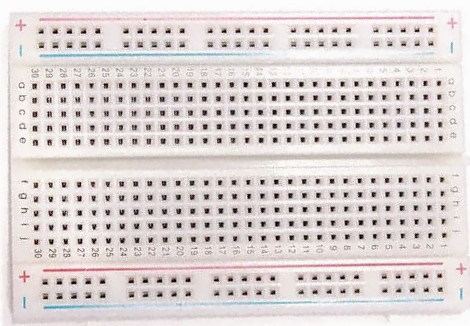 + +
- -
30 29 28 27 26 25 24 23 22 21 20 19 18 17 16 15 14 13 12 11 10 9 8 7 6 5 4 3 2 1
a a
b b
c c
d d
e e
f f
g g
h h
i i
j j
30 29 28 27 26 25 24 23 22 21 20 19 18 17 16 15 14 13 12 11 10 9 8 7 6 5 4 3 2 1
+ +
- -